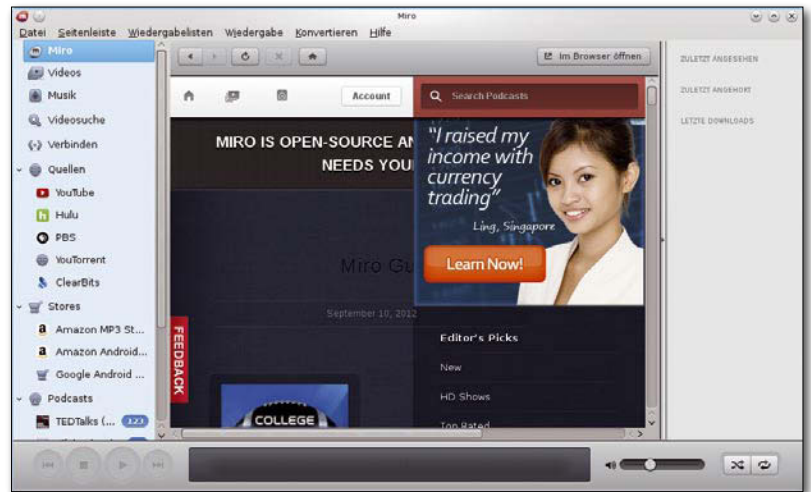 Miro
Datei Seitenleiste Wiedergabelisten Wiedergabe Konvertieren Hilfe
Miro
Videos
Musik
Videosuche
Verbinden
Quellen
YouTube
Hulu
PBS
YouTorrent
ClearBits
Stores
Amazon MP3 St...
Amazon Android...
Google Android ...
Podcasts
TEDTalks (... 123
Im Browser öffnen
Account
Search Podcasts
MIRO IS OPEN-SOURCE AN
NEEDS YOU
"I raised my
income with
currency
trading"
Ling, Singapore
Learn Now!
Miro Gu
September 10, 2012
FEEDBACK
COLLEGE
Editor's Picks
New
HD Shows
Top Rated
ZULETZT ANGESEHEN
ZULETZT ANGEHÖRT
LETZTE DOWNLOADS